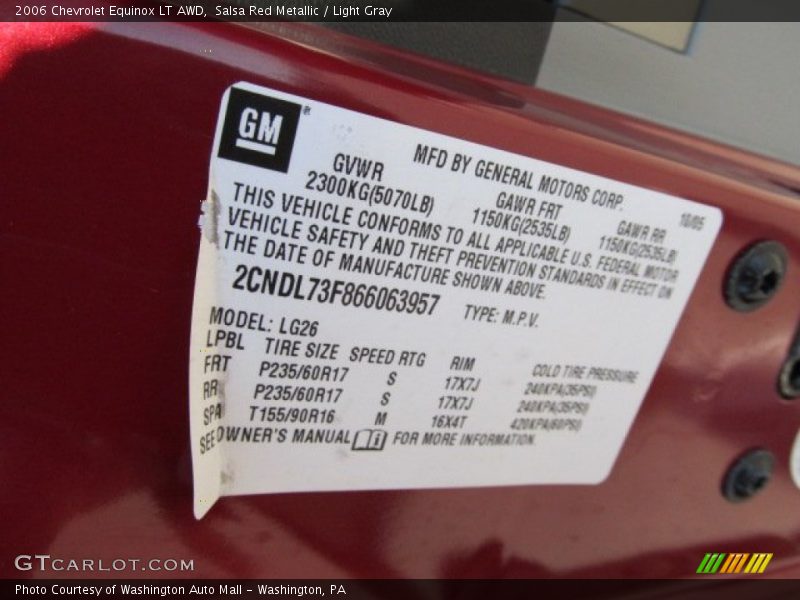 2006 Chevrolet Equinox LT AWD, Salsa Red Metallic / Light Gray
GM
MFD BY GENERAL MOTORS CORP. 10/05
GVWR GAWR FRT GAWR RR
2300KG(5070LB) 1150KG(2535LB) 1150KG(2535LB)
THIS VEHICLE CONFORMS TO ALL APPLICABLE U.S. FEDERAL MOTOR
VEHICLE SAFETY AND THEFT PREVENTION STANDARDS IN EFFECT ON
THE DATE OF MANUFACTURE SHOWN ABOVE.
2CNDL73F866063957 TYPE: M.P.V.
MODEL: LG26
LPBL TIRE SIZE SPEED RTG RIM COLD TIRE PRESSURE
FRT P235/60R17 S 17X7J 240KPA(35PSI)
RR P235/60R17 S 17X7J 240KPA(35PSI)
SPA T155/90R16 M 16X4T 420KPA(60PSI)
SEE OWNER'S MANUAL i FOR MORE INFORMATION
GTCARLOT.COM
Photo Courtesy of Washington Auto Mall - Washington, PA